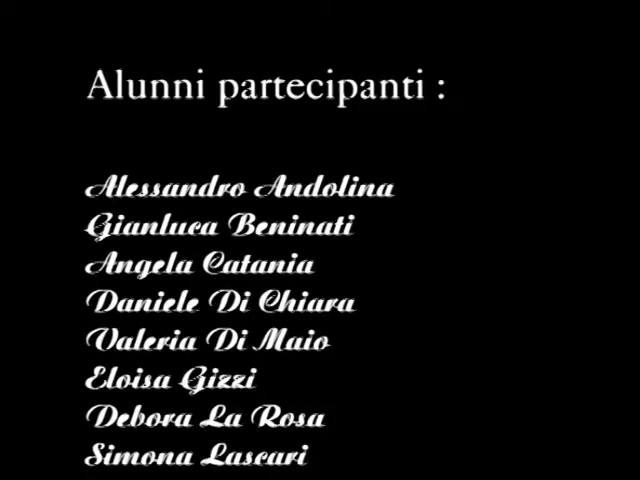 Alunni partecipanti :
Alessandro Andolina
Gianluca Beninati
Angela Catania
Daniele Di Chiara
Valeria Di Maio
Eloisa Gizzi
Debora La Rosa
Simona Lascari